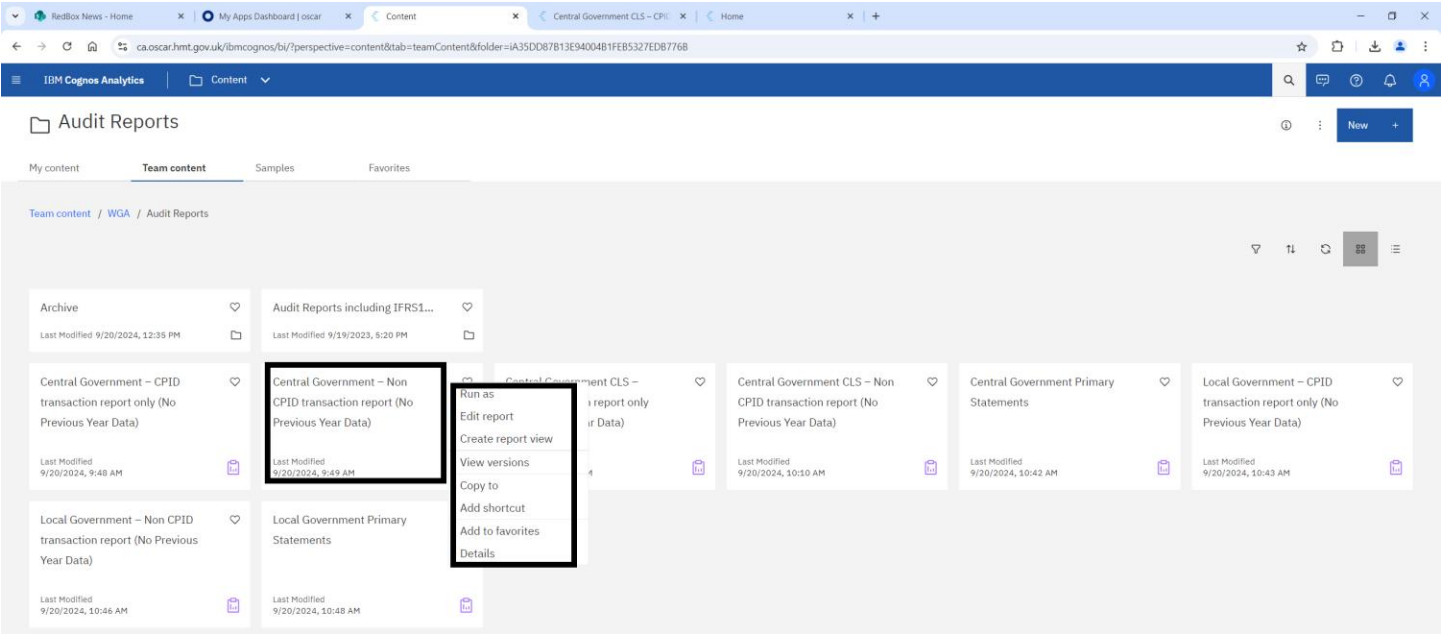 RedBox News - Home
My Apps Dashboard | oscar
Content
Central Government CLS – CPI
Home
ca.oscar.hmt.gov.uk/ibmcognos/bi/?perspective=content&tab=teamContent&folder=iA35DD87B13E94004B1FEB5327EDB776B
IBM Cognos Analytics
Content
Audit Reports
New +
My content
Team content
Samples
Favorites
Team content / WGA / Audit Reports
Archive
Last Modified 9/20/2024, 12:35 PM
Audit Reports including IFRS1...
Last Modified 9/19/2023, 5:20 PM
Central Government – CPID
transaction report only (No
Previous Year Data)
Last Modified
9/20/2024, 9:48 AM
Central Government – Non
CPID transaction report (No
Previous Year Data)
Last Modified
9/20/2024, 9:49 AM
Run as
Edit report
Create report view
View versions
Copy to
Add shortcut
Add to favorites
Details
Central Government CLS –
report only
Data)
Central Government CLS – Non
CPID transaction report (No
Previous Year Data)
Last Modified
9/20/2024, 10:10 AM
Central Government Primary
Statements
Last Modified
9/20/2024, 10:42 AM
Local Government – CPID
transaction report only (No
Previous Year Data)
Last Modified
9/20/2024, 10:43 AM
Local Government – Non CPID
transaction report (No Previous
Year Data)
Last Modified
9/20/2024, 10:46 AM
Local Government Primary
Statements
Last Modified
9/20/2024, 10:48 AM